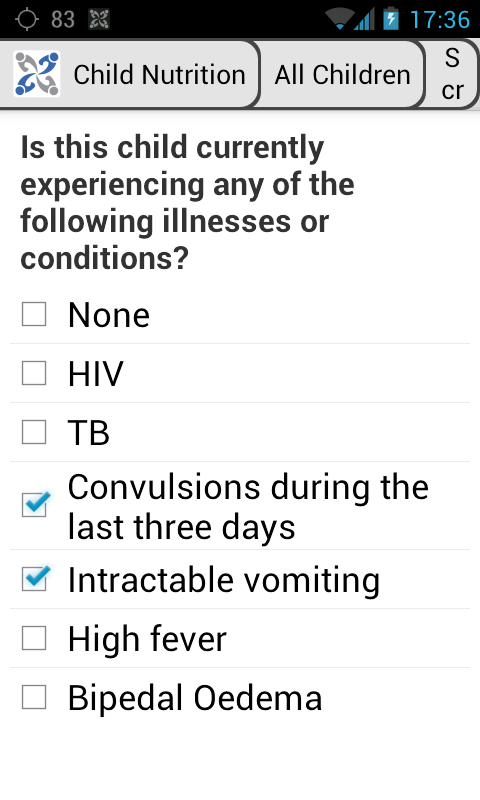 83
17:36
Child Nutrition
All Children
S
cr
Is this child currently
experiencing any of the
following illnesses or
conditions?
None
HIV
TB
Convulsions during the
last three days
Intractable vomiting
High fever
Bipedal Oedema